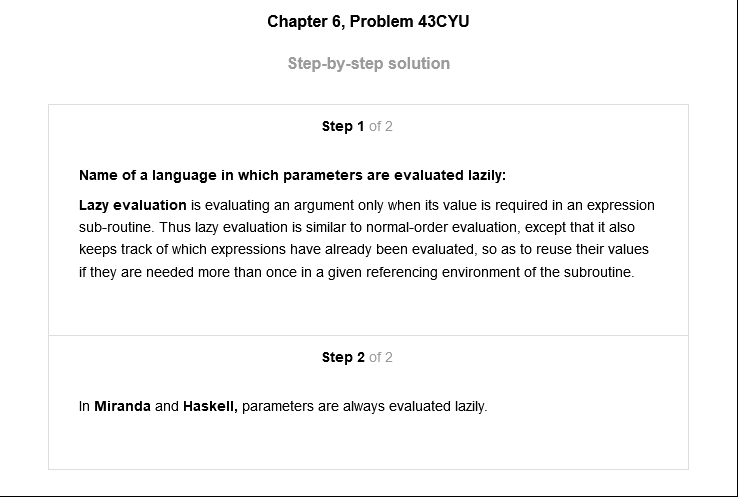 Chapter 6, Problem 43CYU
Step-by-step solution
Step 1 of 2
Name of a language in which parameters are evaluated lazily:
Lazy evaluation is evaluating an argument only when its value is required in an expression
sub-routine. Thus lazy evaluation is similar to normal-order evaluation, except that it also
keeps track of which expressions have already been evaluated, so as to reuse their values
if they are needed more than once in a given referencing environment of the subroutine.
Step 2 of 2
In Miranda and Haskell, parameters are always evaluated lazily.